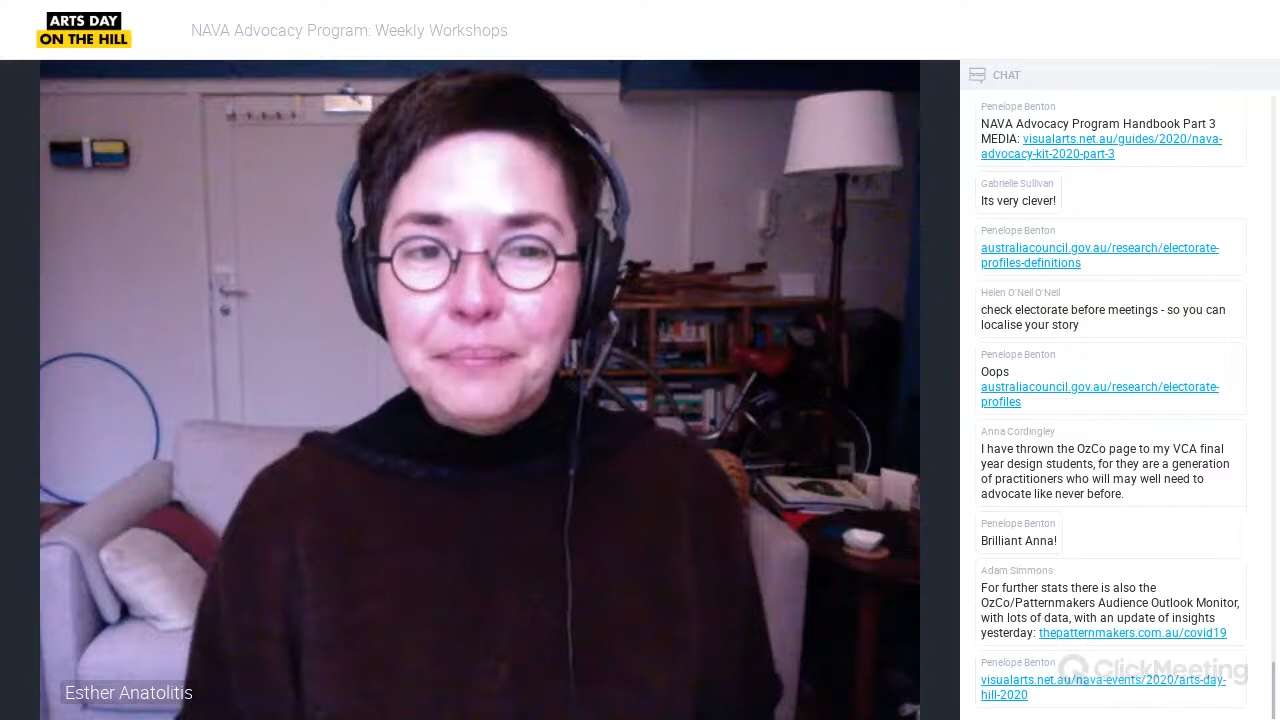 ARTS DAY
ON THE HILL
NAVA Advocacy Program: Weekly Workshops
CHAT
Penelope Benton
NAVA Advocacy Program Handbook Part 3
MEDIA: visualarts.net.au/guides/2020/nava-
advocacy-kit-2020-part-3
Gabrielle Sullivan
Its very clever!
Penelope Benton
australiacouncil.gov.au/research/electorate-
profiles-definitions
Helen O'Neil O'Neil
check electorate before meetings - so you can
localise your story
Penelope Benton
Oops
australiacouncil.gov.au/research/electorate-
profiles
Anna Cordingley
I have thrown the OzCo page to my VCA final
year design students, for they are a generation
of practitioners who will may well need to
advocate like never before.
Penelope Benton
Brilliant Anna!
Adam Simmons
For further stats there is also the
OzCo/Patternmakers Audience Outlook Monitor,
with lots of data, with an update of insights
yesterday: thepatternmakers.com.au/covid19
Penelope Benton
visualarts.net.au/nava-events/2020/arts-day-
hill-2020
ClickMeeting
Esther Anatolitis